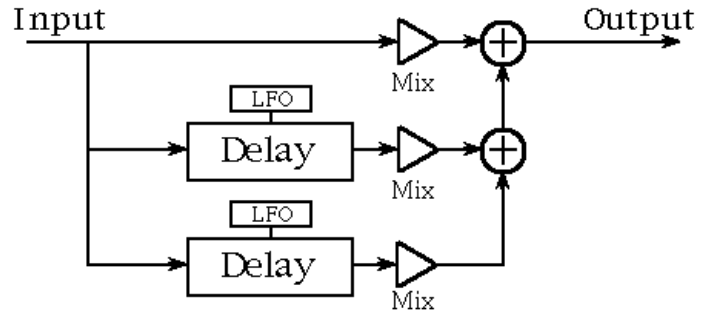 Input
Output
Mix
LFO
Delay
Mix
LFO
Delay
Mix